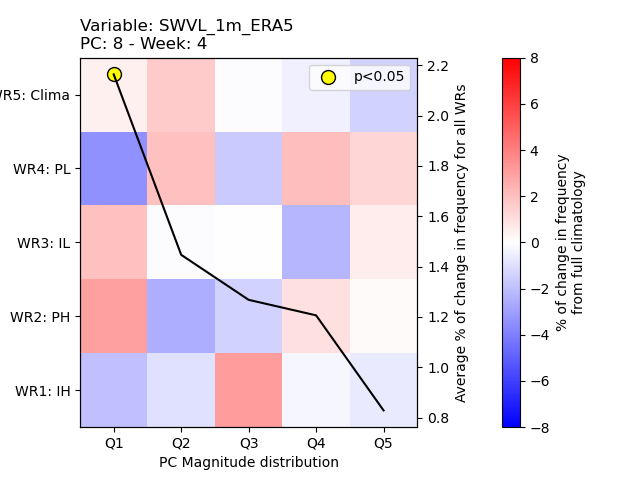 Variable: SWVL_1m_ERA5
PC: 8 - Week: 4
p<0.05
WR5: Clima
WR4: PL
WR3: IL
WR2: PH
WR1: IH
Q1 Q2 Q3 Q4 Q5
PC Magnitude distribution
2.2
2.0
1.8
1.6
1.4
1.2
1.0
0.8
Average % of change in frequency for all WRs
8
6
4
2
0
−2
−4
−6
−8
% of change in frequency
from full climatology